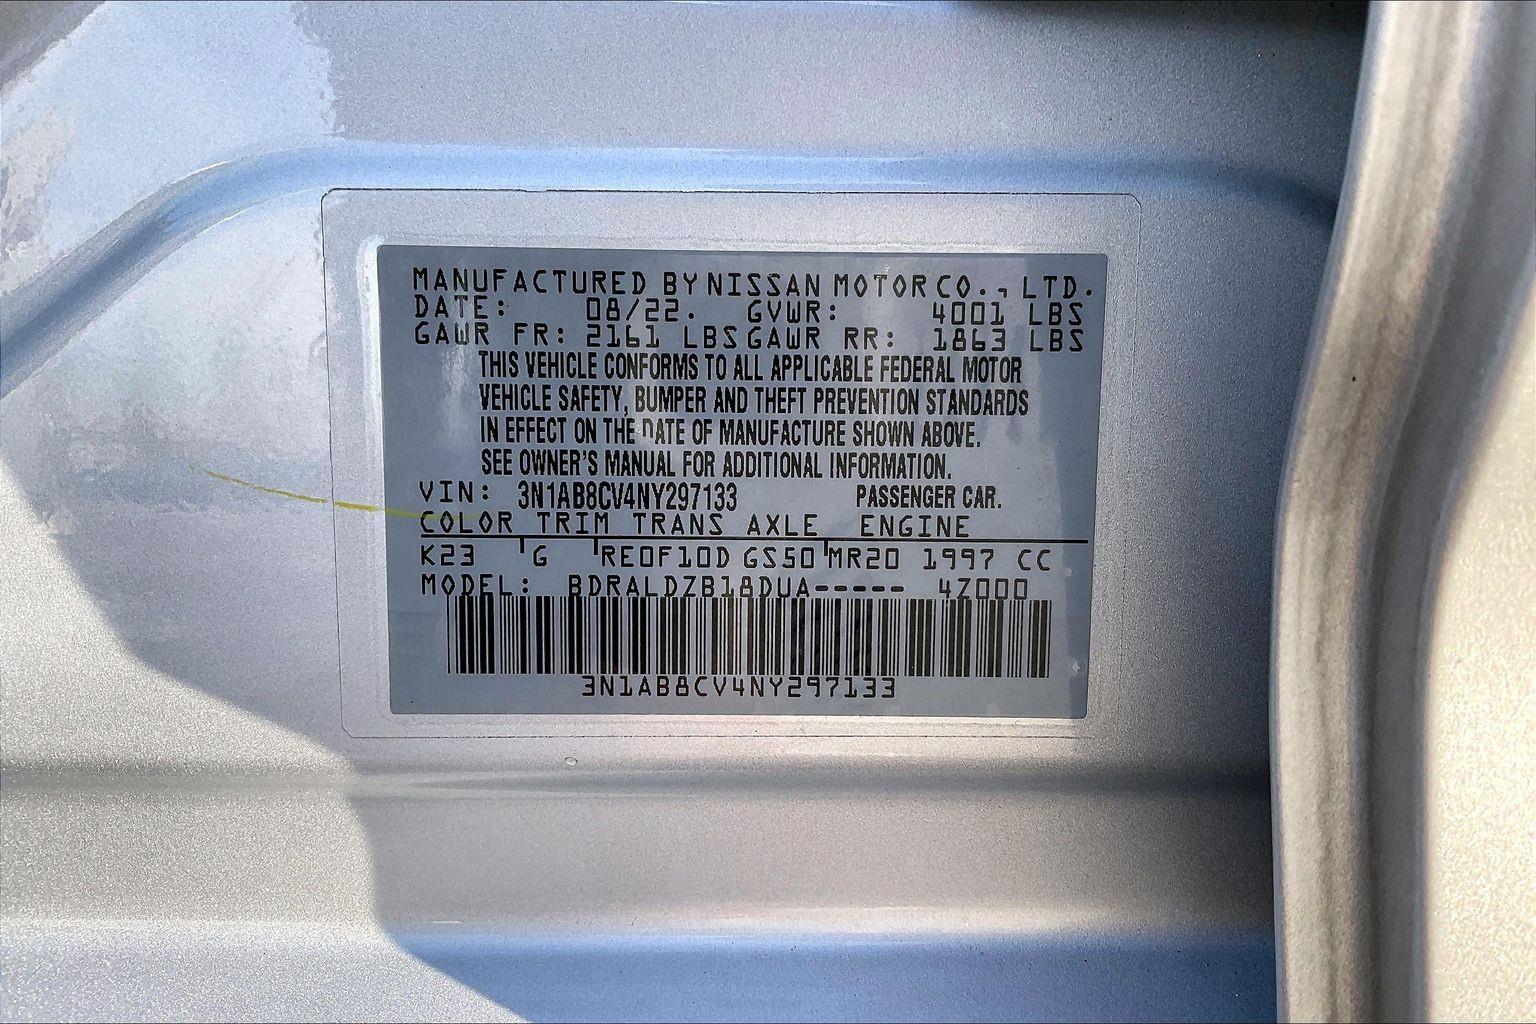 MANUFACTURED BY NISSAN MOTOR CO., LTD.
DATE: 08/22. GVWR: 4001 LBS
GAWR FR: 2161 LBS GAWR RR: 1863 LBS
THIS VEHICLE CONFORMS TO ALL APPLICABLE FEDERAL MOTOR
VEHICLE SAFETY, BUMPER AND THEFT PREVENTION STANDARDS
IN EFFECT ON THE DATE OF MANUFACTURE SHOWN ABOVE.
SEE OWNER'S MANUAL FOR ADDITIONAL INFORMATION.
VIN: 3N1AB8CV4NY297133 PASSENGER CAR.
COLOR TRIM TRANS AXLE ENGINE
K23 G RE0F10D GS50 MR20 1997 CC
MODEL: BDRALDZB18DUA----- 4Z000
3N1AB8CV4NY297133